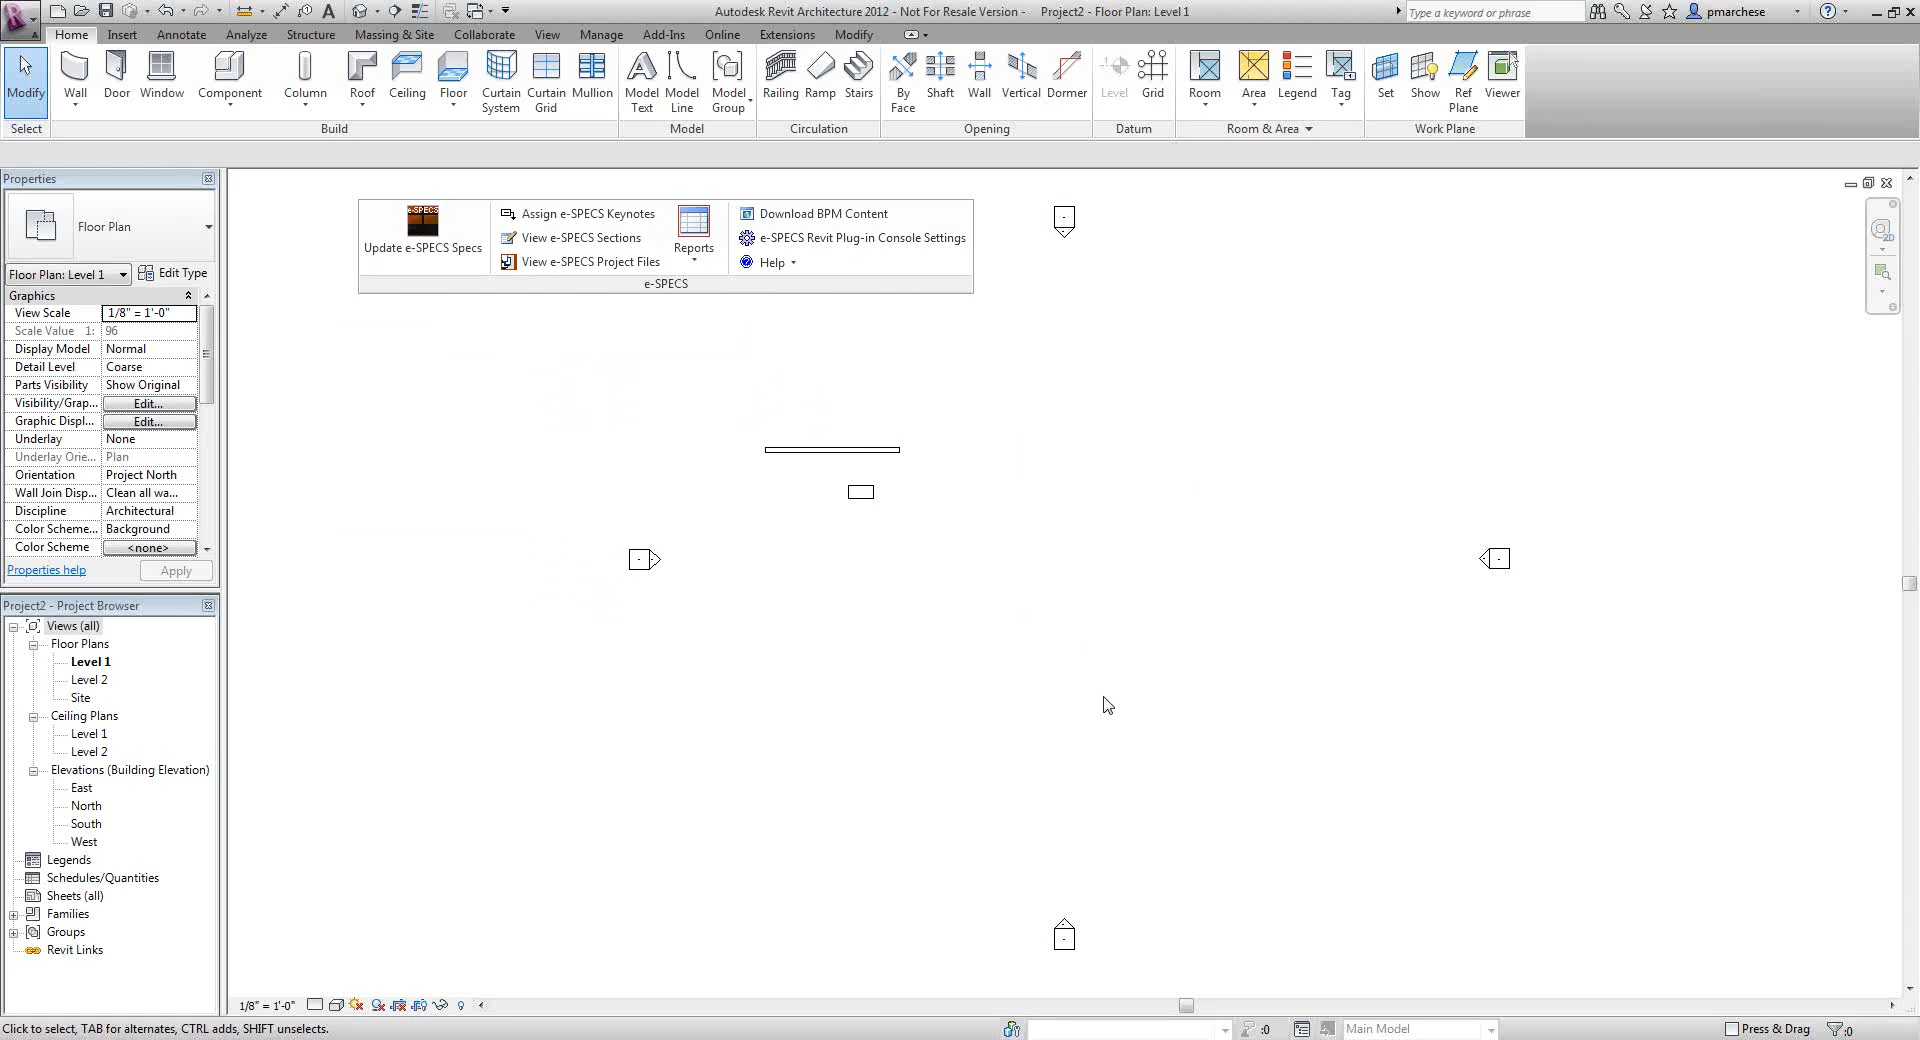 Autodesk Revit Architecture 2012 - Not For Resale Version -     Project2 - Floor Plan: Level 1
Type a keyword or phrase
pmarchese
Home Insert Annotate Analyze Structure Massing & Site Collaborate View Manage Add-Ins Online Extensions Modify
Modify Wall Door Window Component Column Roof Ceiling Floor Curtain System Curtain Grid Mullion Model Text Model Line Model Group Railing Ramp Stairs By Face Shaft Wall Vertical Dormer Level Grid Room Area Legend Tag Set Show Ref Plane Viewer
Select Build Model Circulation Opening Datum Room & Area Work Plane
Properties
Floor Plan
Floor Plan: Level 1 Edit Type
Graphics
View Scale 1/8" = 1'-0"
Scale Value 1: 96
Display Model Normal
Detail Level Coarse
Parts Visibility Show Original
Visibility/Grap... Edit...
Graphic Displ... Edit...
Underlay None
Underlay Orie... Plan
Orientation Project North
Wall Join Disp... Clean all wa...
Discipline Architectural
Color Scheme... Background
Color Scheme <none>
Properties help Apply
Update e-SPECS Specs
e-SPECS
Assign e-SPECS Keynotes
View e-SPECS Sections
View e-SPECS Project Files
Reports
Download BPM Content
e-SPECS Revit Plug-in Console Settings
Help
e-SPECS
2D
Project2 - Project Browser
Views (all)
Floor Plans
Level 1
Level 2
Site
Ceiling Plans
Level 1
Level 2
Elevations (Building Elevation)
East
North
South
West
Legends
Schedules/Quantities
Sheets (all)
Families
Groups
Revit Links
1/8" = 1'-0"
Click to select, TAB for alternates, CTRL adds, SHIFT unselects.
:0
Main Model
Press & Drag
:0